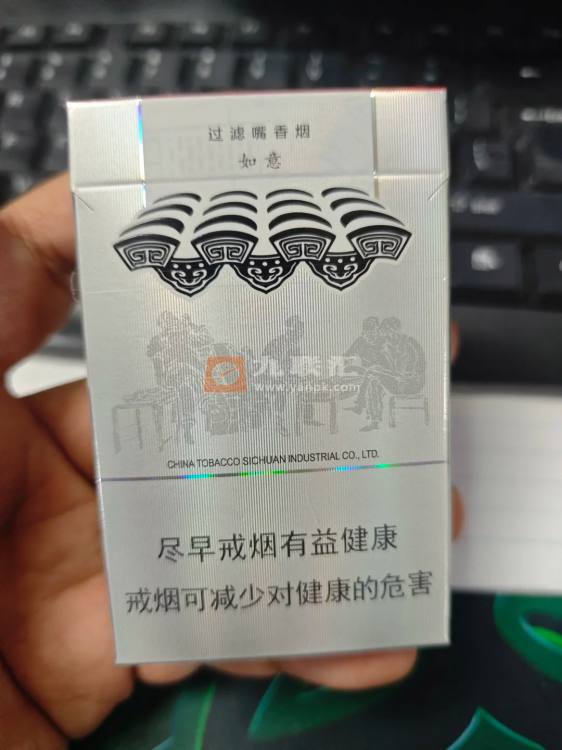 过滤嘴香烟
如意
九联汇
www.yanpk.com
CHINA TOBACCO SICHUAN INDUSTRIAL CO., LTD.
尽早戒烟有益健康
戒烟可减少对健康的危害